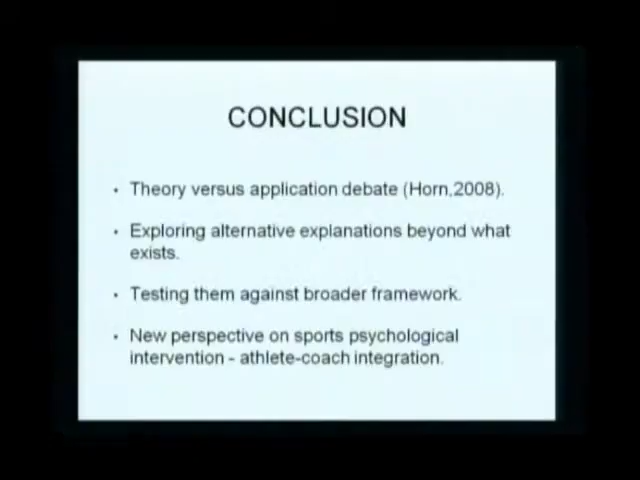 CONCLUSION
• Theory versus application debate (Horn,2008).
• Exploring alternative explanations beyond what
exists.
• Testing them against broader framework.
• New perspective on sports psychological
intervention - athlete-coach integration.